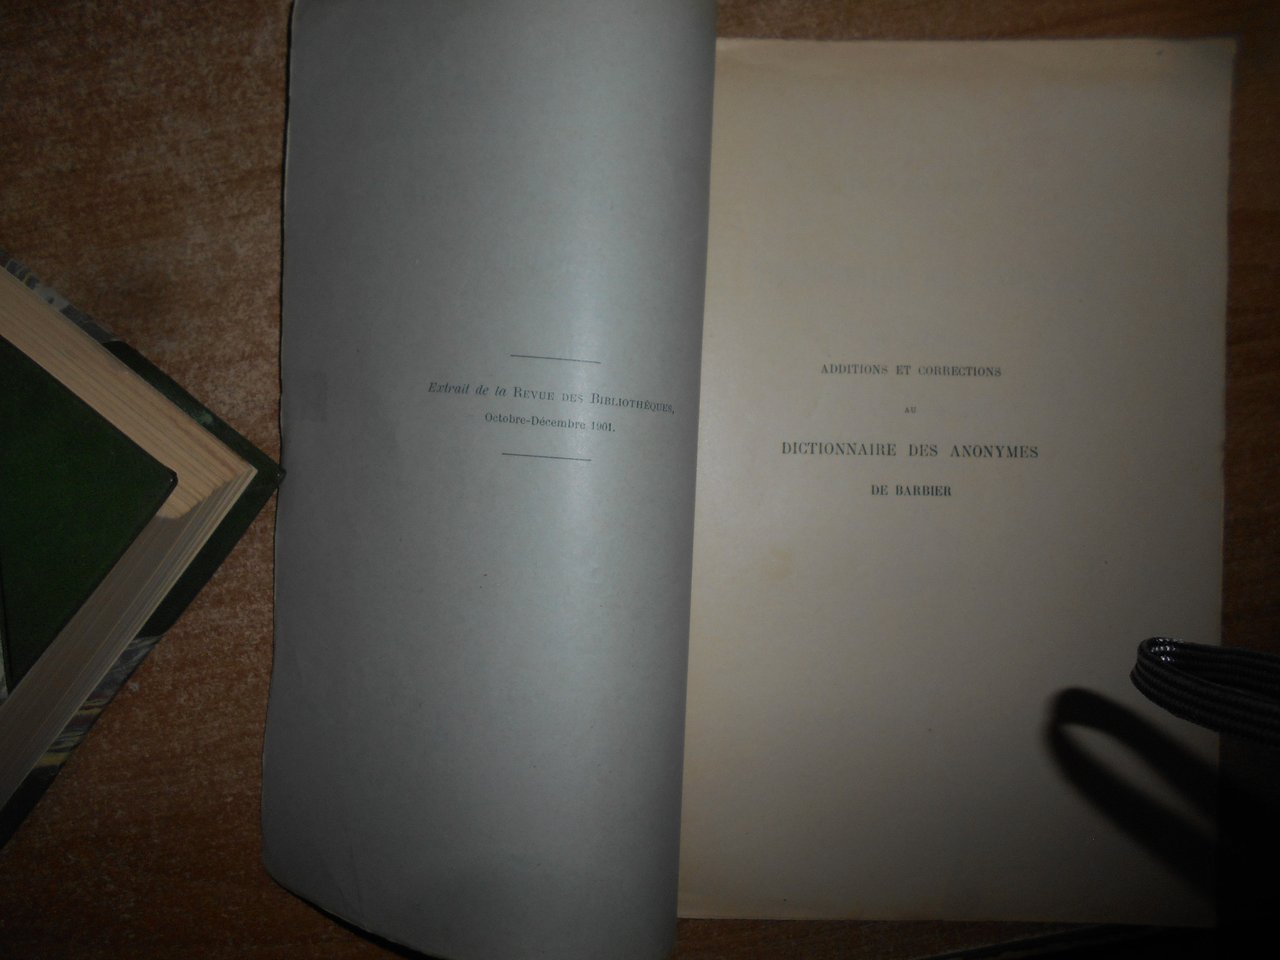 Extrait de la REVUE DES BIBLIOTHÈQUES,
Octobre-Décembre 1901.
ADDITIONS ET CORRECTIONS
AU
DICTIONNAIRE DES ANONYMES
DE BARBIER